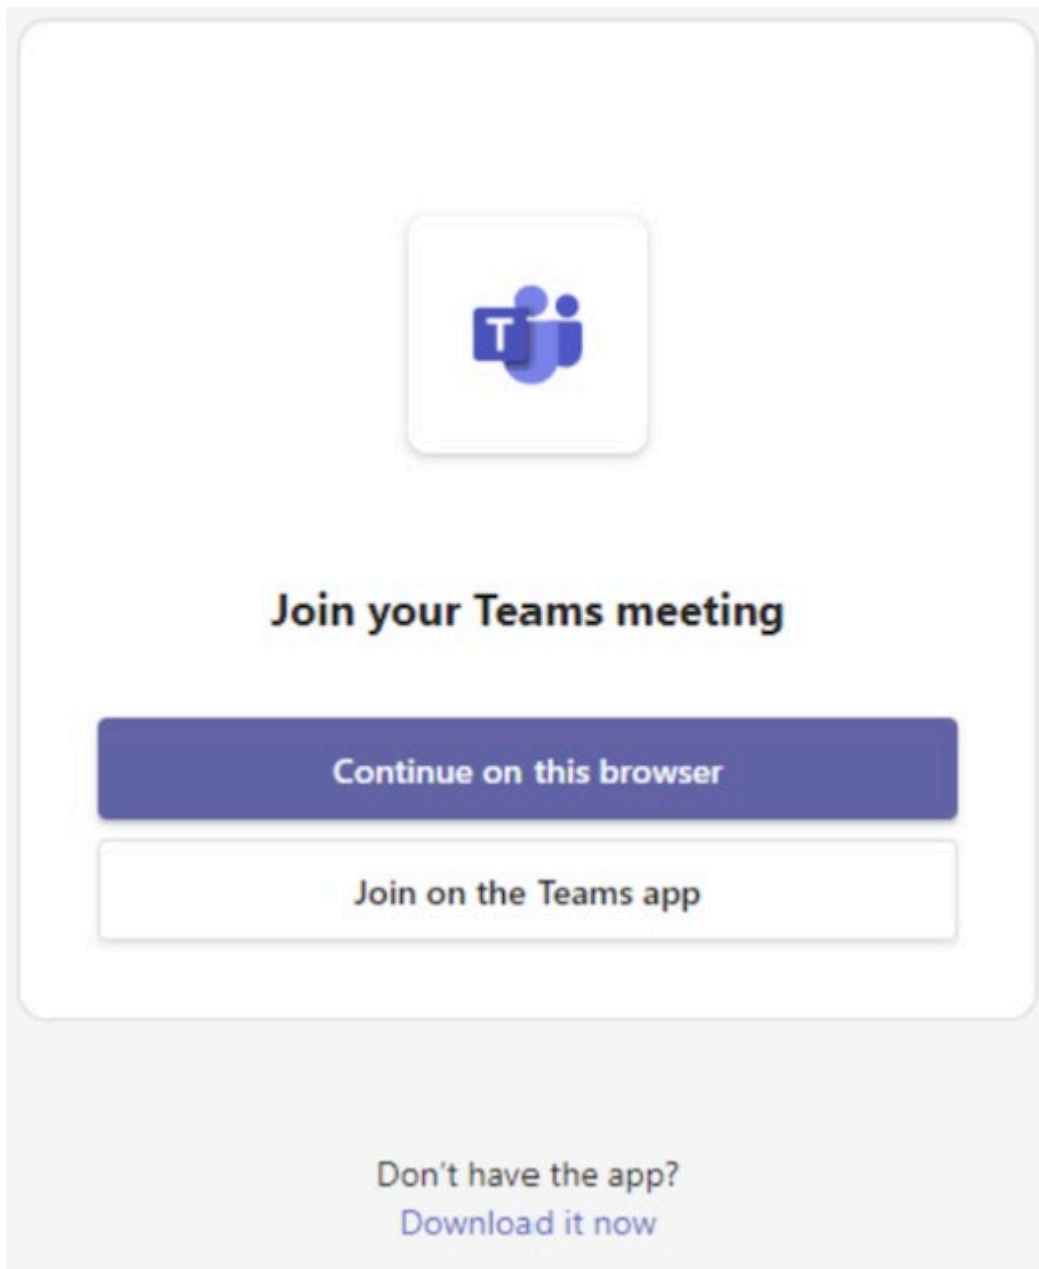 T
Join your Teams meeting
Continue on this browser
Join on the Teams app
Don't have the app?
Download it now